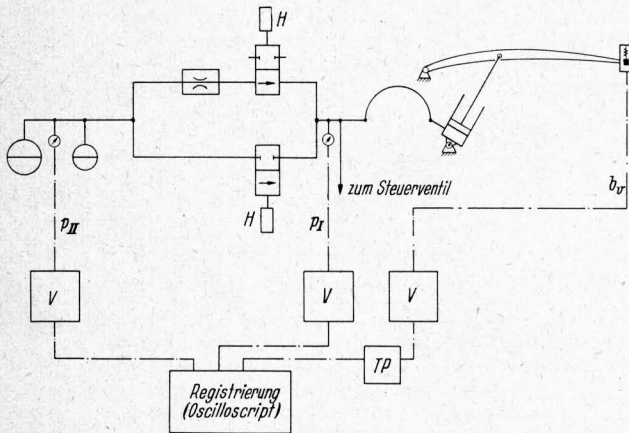 H
H
zum Steuerventil
p_II
p_I
b_v
V
V
V
TP
Registrierung
(Oscilloscript)